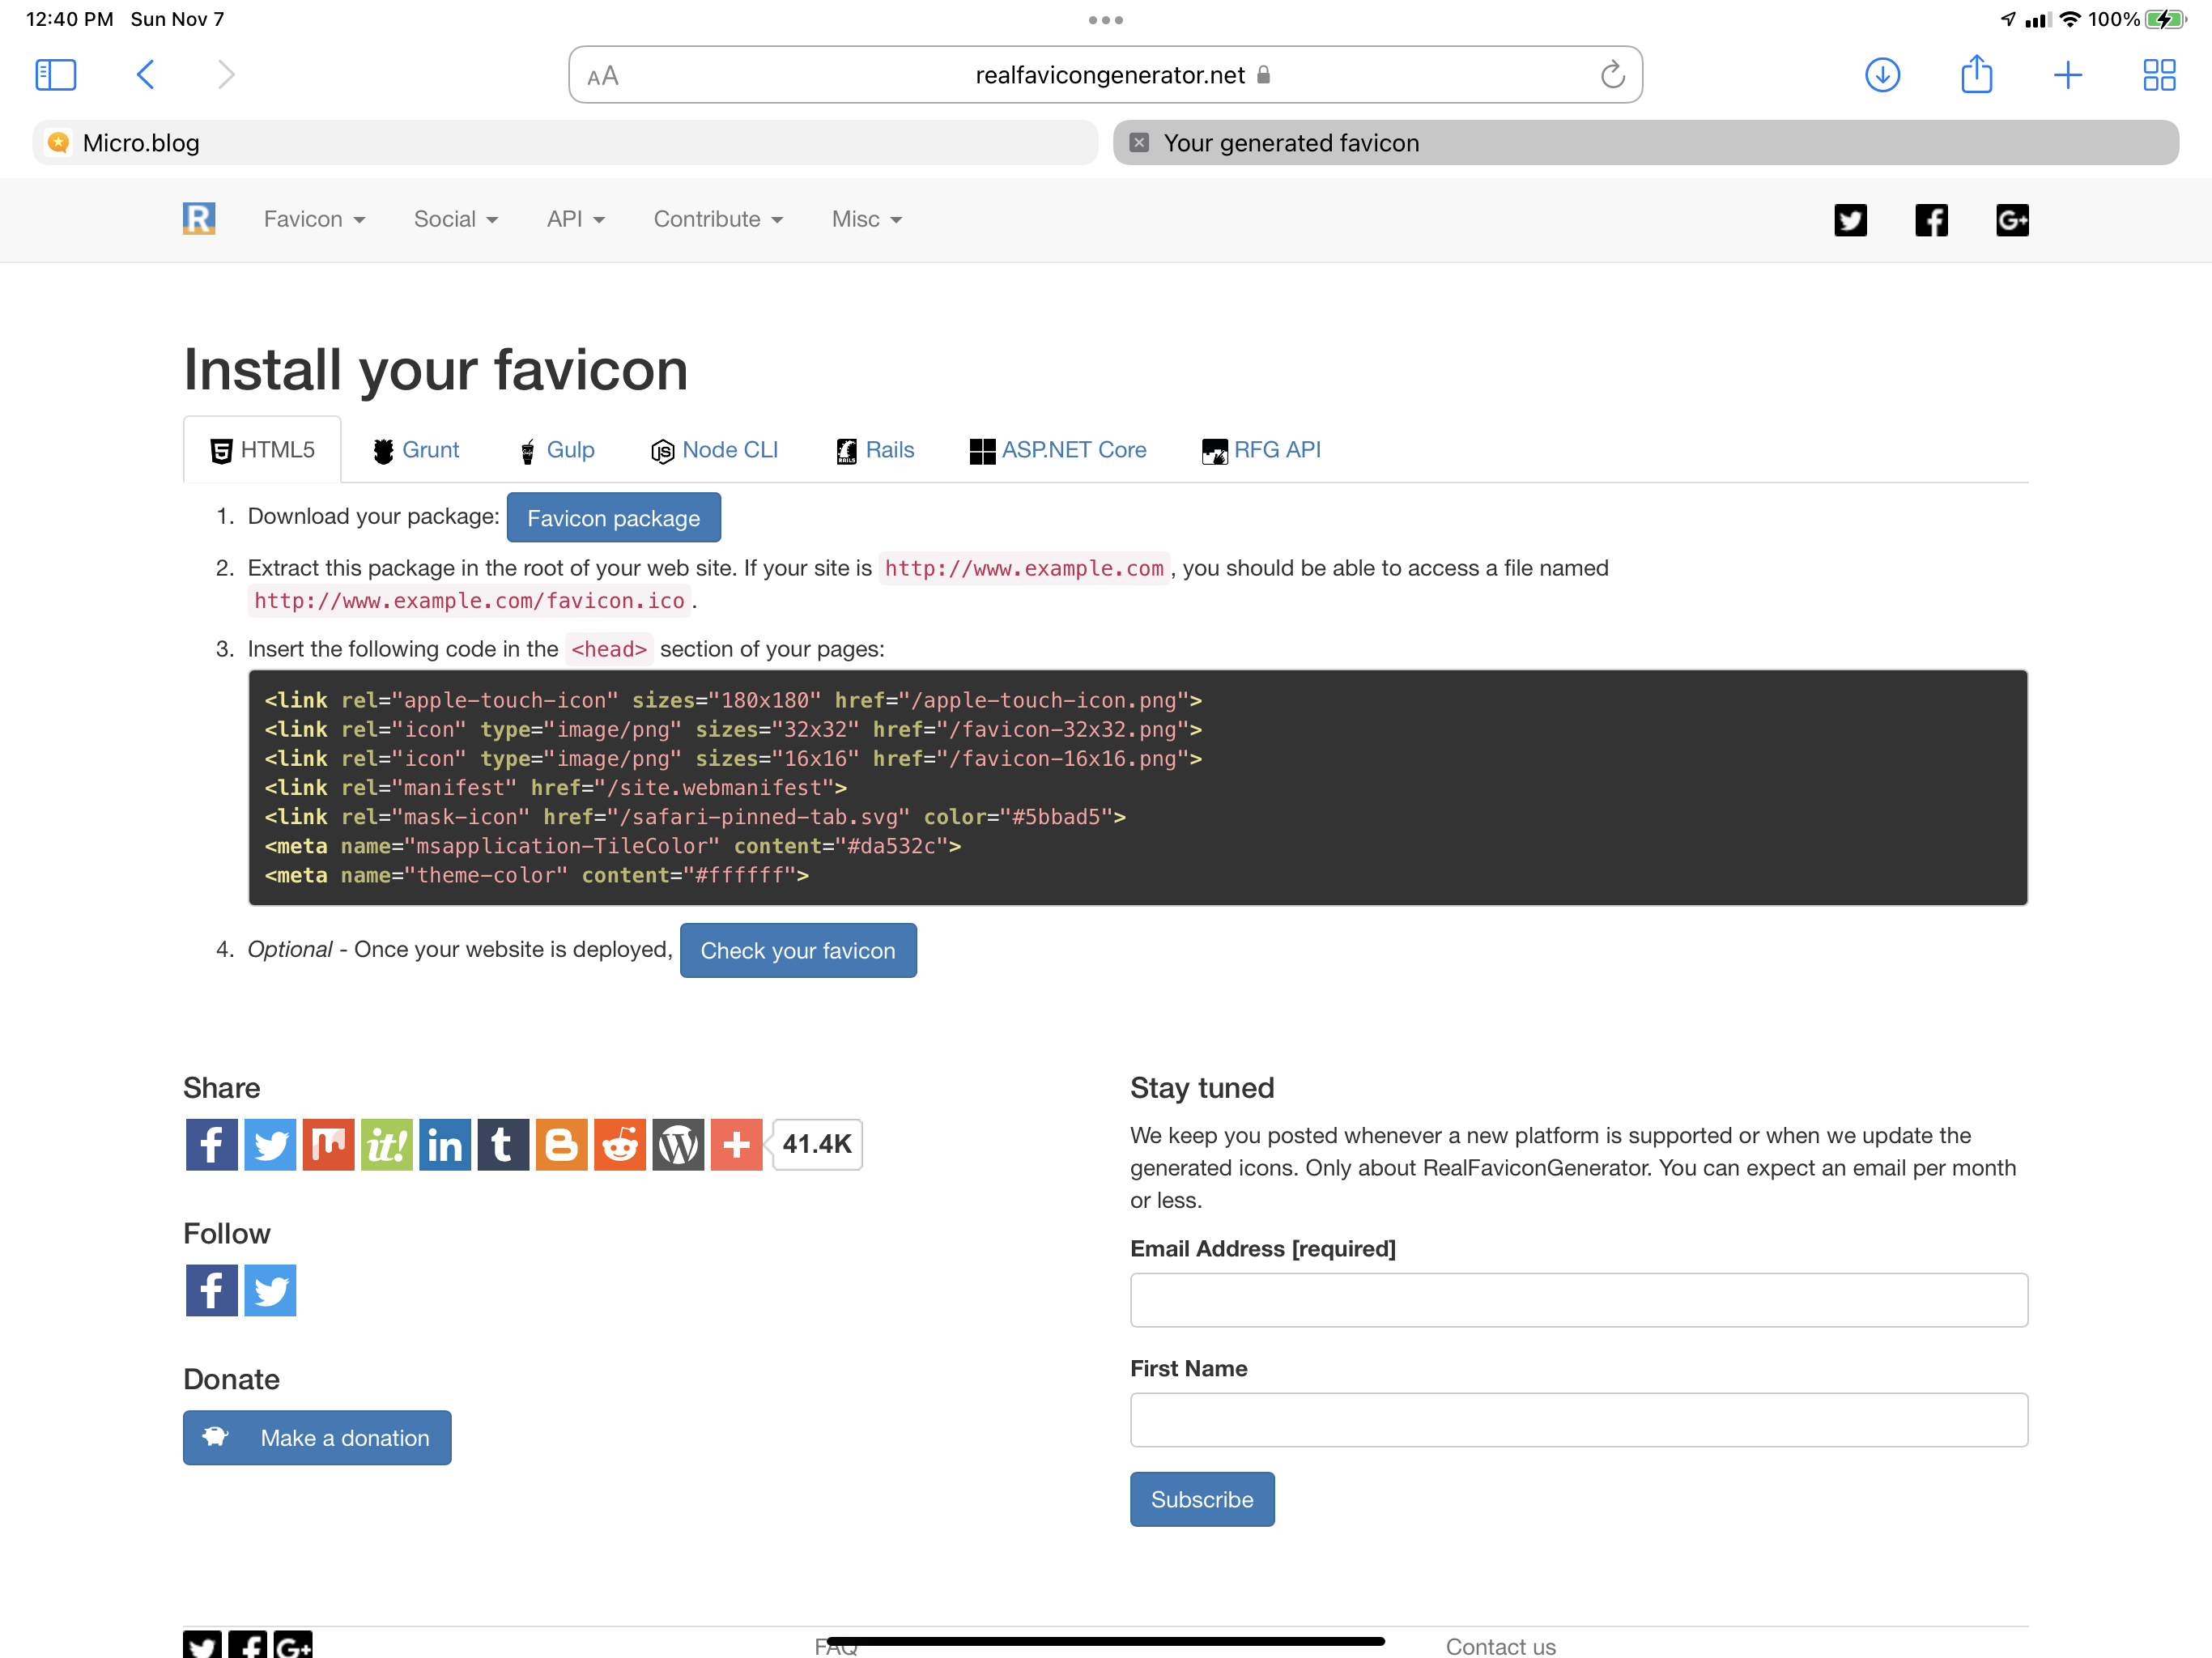 12:40 PM Sun Nov 7
100%
AA
realfavicongenerator.net
Micro.blog
Your generated favicon
R Favicon Social API Contribute Misc
G+
Install your favicon
HTML5 Grunt Gulp Node CLI Rails ASP.NET Core RFG API
1. Download your package: Favicon package
2. Extract this package in the root of your web site. If your site is http://www.example.com, you should be able to access a file named
http://www.example.com/favicon.ico.
3. Insert the following code in the <head> section of your pages:
<link rel="apple-touch-icon" sizes="180x180" href="/apple-touch-icon.png">
<link rel="icon" type="image/png" sizes="32x32" href="/favicon-32x32.png">
<link rel="icon" type="image/png" sizes="16x16" href="/favicon-16x16.png">
<link rel="manifest" href="/site.webmanifest">
<link rel="mask-icon" href="/safari-pinned-tab.svg" color="#5bbad5">
<meta name="msapplication-TileColor" content="#da532c">
<meta name="theme-color" content="#ffffff">
4. Optional - Once your website is deployed, Check your favicon
Share
it! in 41.4K
Follow
Donate
Make a donation
Stay tuned
We keep you posted whenever a new platform is supported or when we update the
generated icons. Only about RealFaviconGenerator. You can expect an email per month
or less.
Email Address [required]
First Name
Subscribe
G+
FAQ
Contact us